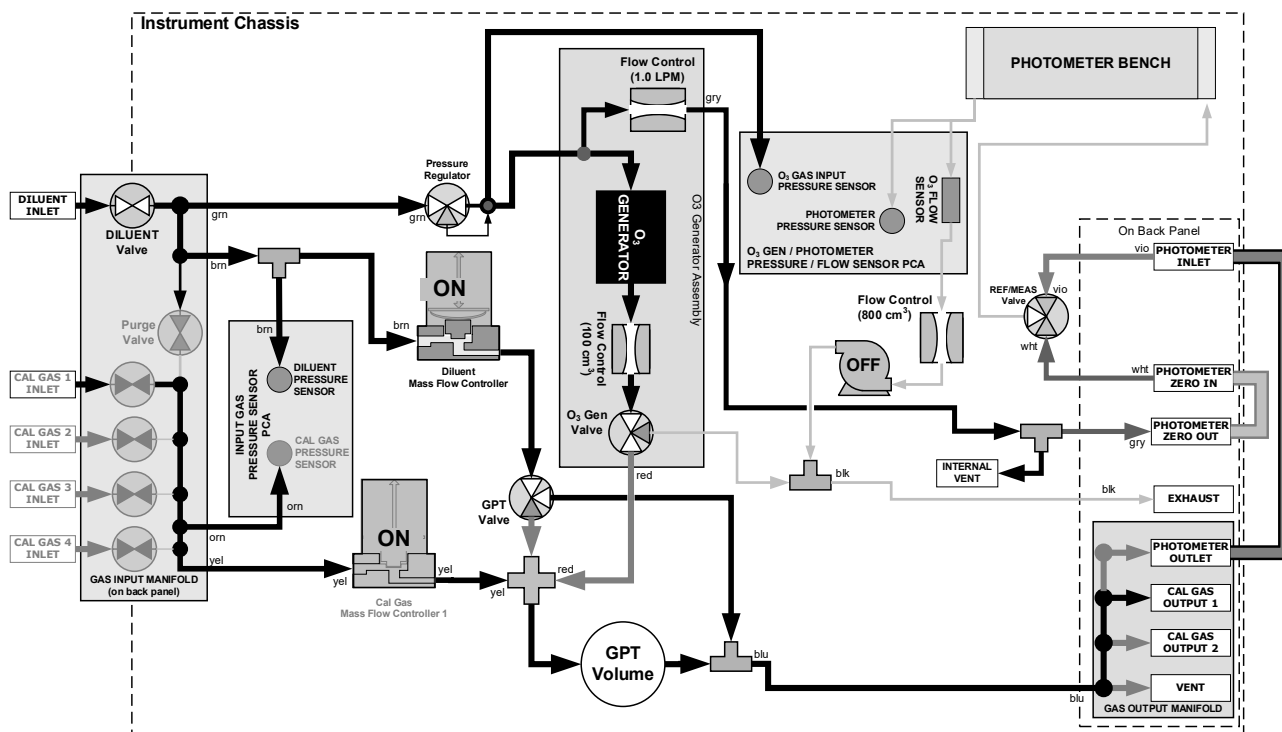 Instrument Chassis
DILUENT
INLET
DILUENT
Valve
grn
brn
Purge
Valve
CAL GAS 1
INLET
CAL GAS 2
INLET
CAL GAS 3
INLET
CAL GAS 4
INLET
GAS INPUT MANIFOLD
(on back panel)
orn
yel
brn
INPUT GAS
PRESSURE SENSOR
PCA
DILUENT
PRESSURE
SENSOR
CAL GAS
PRESSURE
SENSOR
orn
Pressure
Regulator
grn
brn
ON
Diluent
Mass Flow Controller
ON
yel
yel
yel
Cal Gas
Mass Flow Controller 1
GPT
Valve
red
GPT
Volume
blu
blu
Flow Control
(1.0 LPM)
gry
O3 Generator Assembly
O₃
GENERATOR
Flow Control
(100 cm³)
O₃ Gen
Valve
red
O₃ GAS INPUT
PRESSURE SENSOR
PHOTOMETER
PRESSURE SENSOR
O₃ FLOW
SENSOR
O₃ GEN / PHOTOMETER
PRESSURE / FLOW SENSOR PCA
PHOTOMETER BENCH
Flow Control
(800 cm³)
OFF
blk
blk
INTERNAL
VENT
REF/MEAS
Valve
vio
vio
wht
wht
gry
On Back Panel
PHOTOMETER
INLET
PHOTOMETER
ZERO IN
PHOTOMETER
ZERO OUT
EXHAUST
PHOTOMETER
OUTLET
CAL GAS
OUTPUT 1
CAL GAS
OUTPUT 2
VENT
GAS OUTPUT MANIFOLD